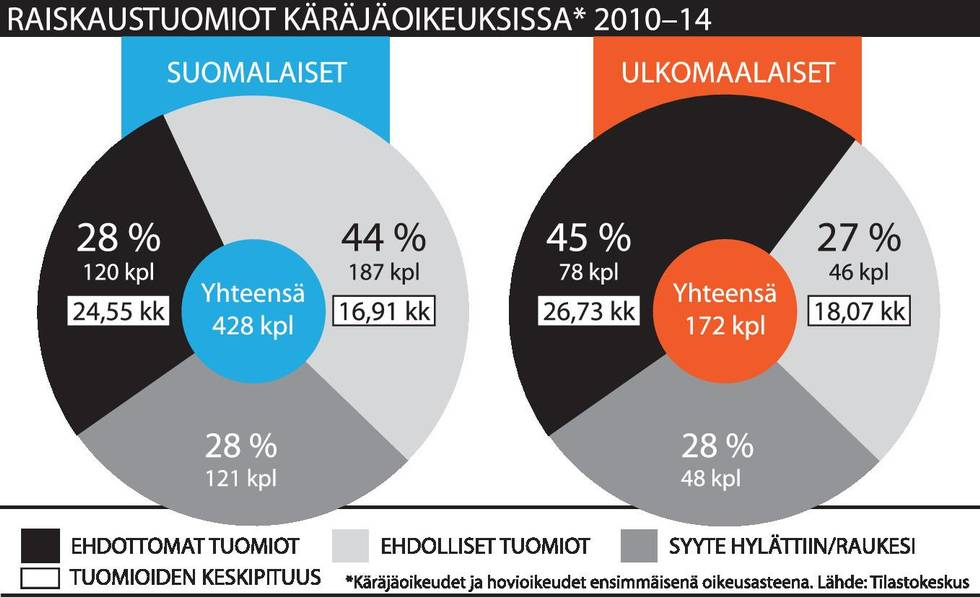 RAISKAUSTUOMIOT KÄRÄJÄOIKEUKSISSA* 2010–14
SUOMALAISET
28 %
120 kpl
24,55 kk
44 %
187 kpl
16,91 kk
Yhteensä
428 kpl
28 %
121 kpl
ULKOMAALAISET
45 %
78 kpl
26,73 kk
27 %
46 kpl
18,07 kk
Yhteensä
172 kpl
28 %
48 kpl
EHDOTTOMAT TUOMIOT
EHDOLLISET TUOMIOT
SYYTE HYLÄTTIIN/RAUKESI
TUOMIOIDEN KESKIPITUUS
*Käräjäoikeudet ja hovioikeudet ensimmäisenä oikeusasteena. Lähde: Tilastokeskus